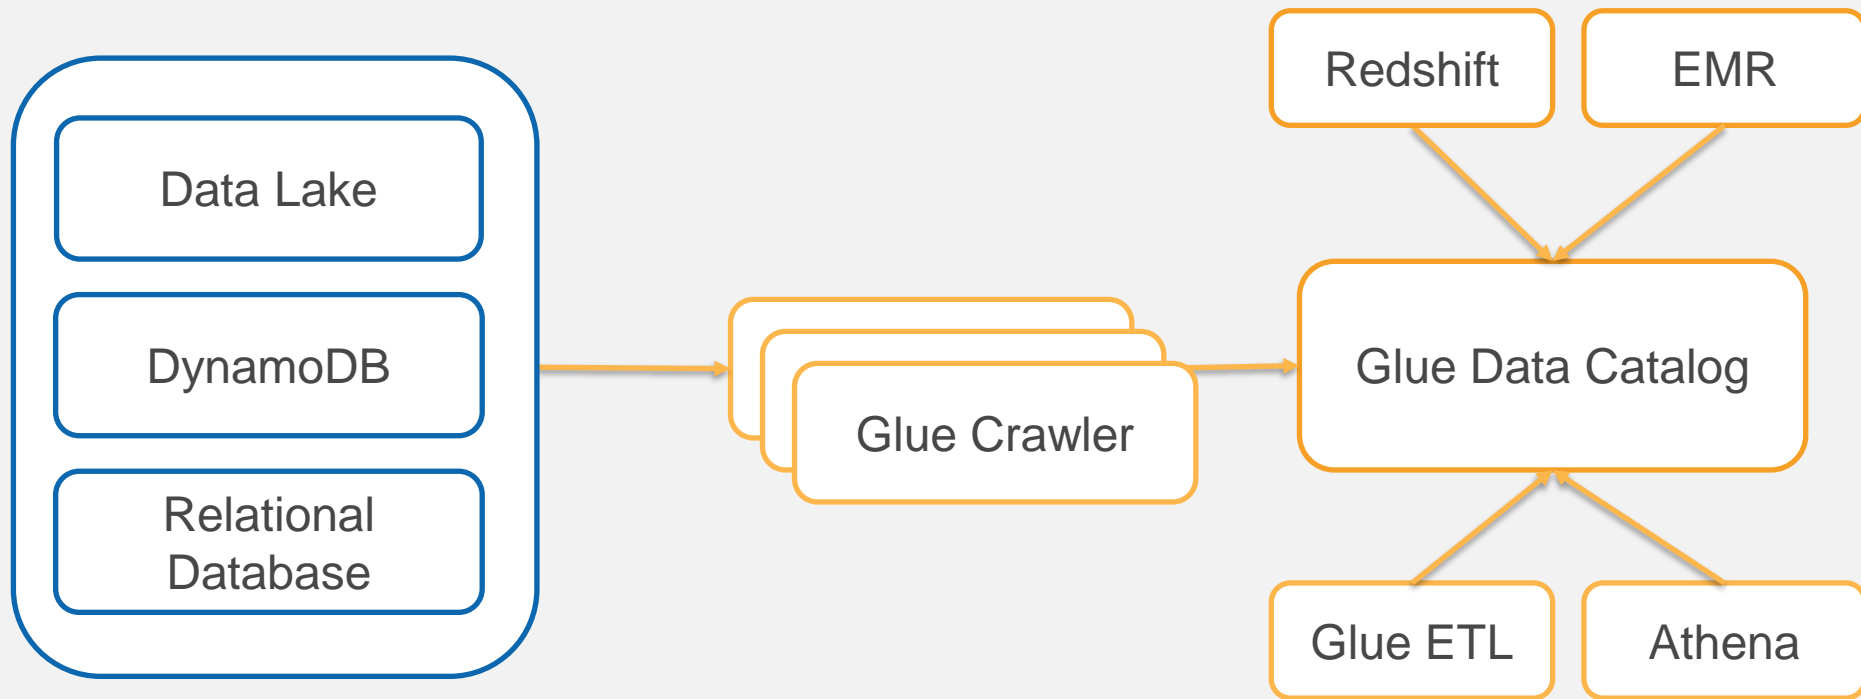 Data Lake
DynamoDB
Relational
Database
Glue Crawler
Redshift
EMR
Glue Data Catalog
Glue ETL
Athena